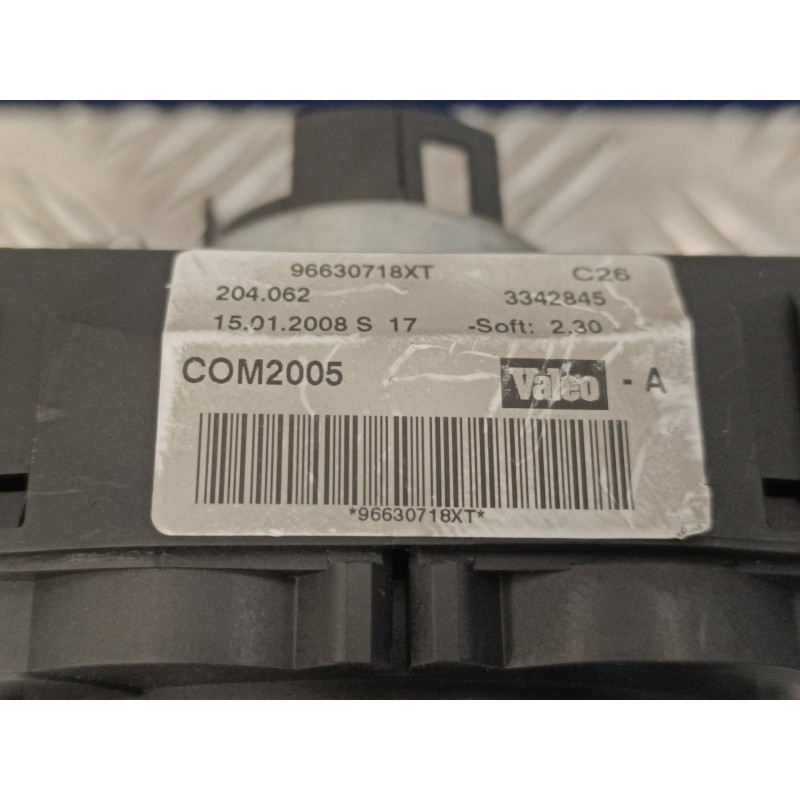 96630718XT C26
204.062 3342845
15.01.2008 S 17 -Soft: 2.30
COM2005 Valeo - A
*96630718XT*